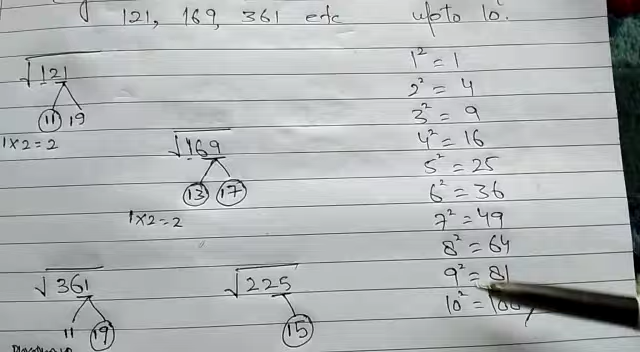 121, 169, 361 etc
upto 10².
√121
11 19
1×2=2
√169
13 17
1×2=2
√361
11 19
√225
15
1² = 1
2² = 4
3² = 9
4² = 16
5² = 25
6² = 36
7² = 49
8² = 64
9² = 81
10² = 100